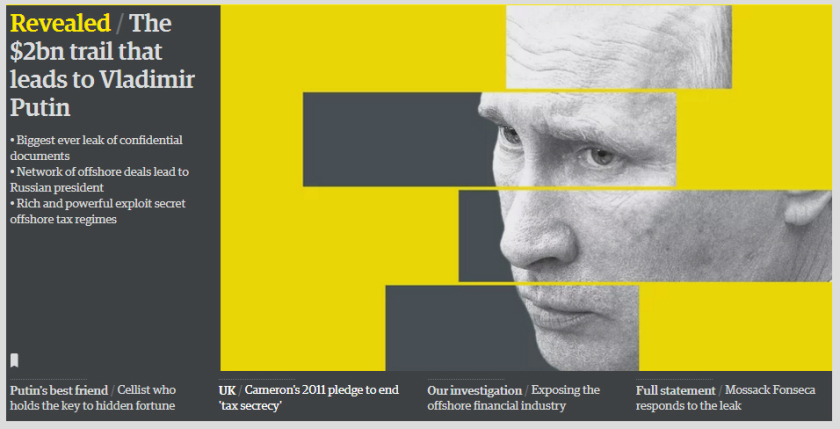 Revealed / The
$2bn trail that
leads to Vladimir
Putin
• Biggest ever leak of confidential
documents
• Network of offshore deals lead to
Russian president
• Rich and powerful exploit secret
offshore tax regimes
Putin's best friend / Cellist who
holds the key to hidden fortune
UK / Cameron's 2011 pledge to end
'tax secrecy'
Our investigation / Exposing the
offshore financial industry
Full statement / Mossack Fonseca
responds to the leak